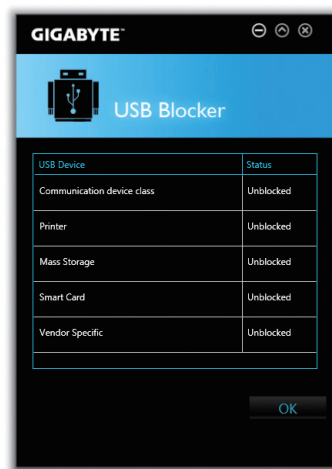 GIGABYTE™
USB Blocker
USB Device Status
Communication device class Unblocked
Printer Unblocked
Mass Storage Unblocked
Smart Card Unblocked
Vendor Specific Unblocked
OK